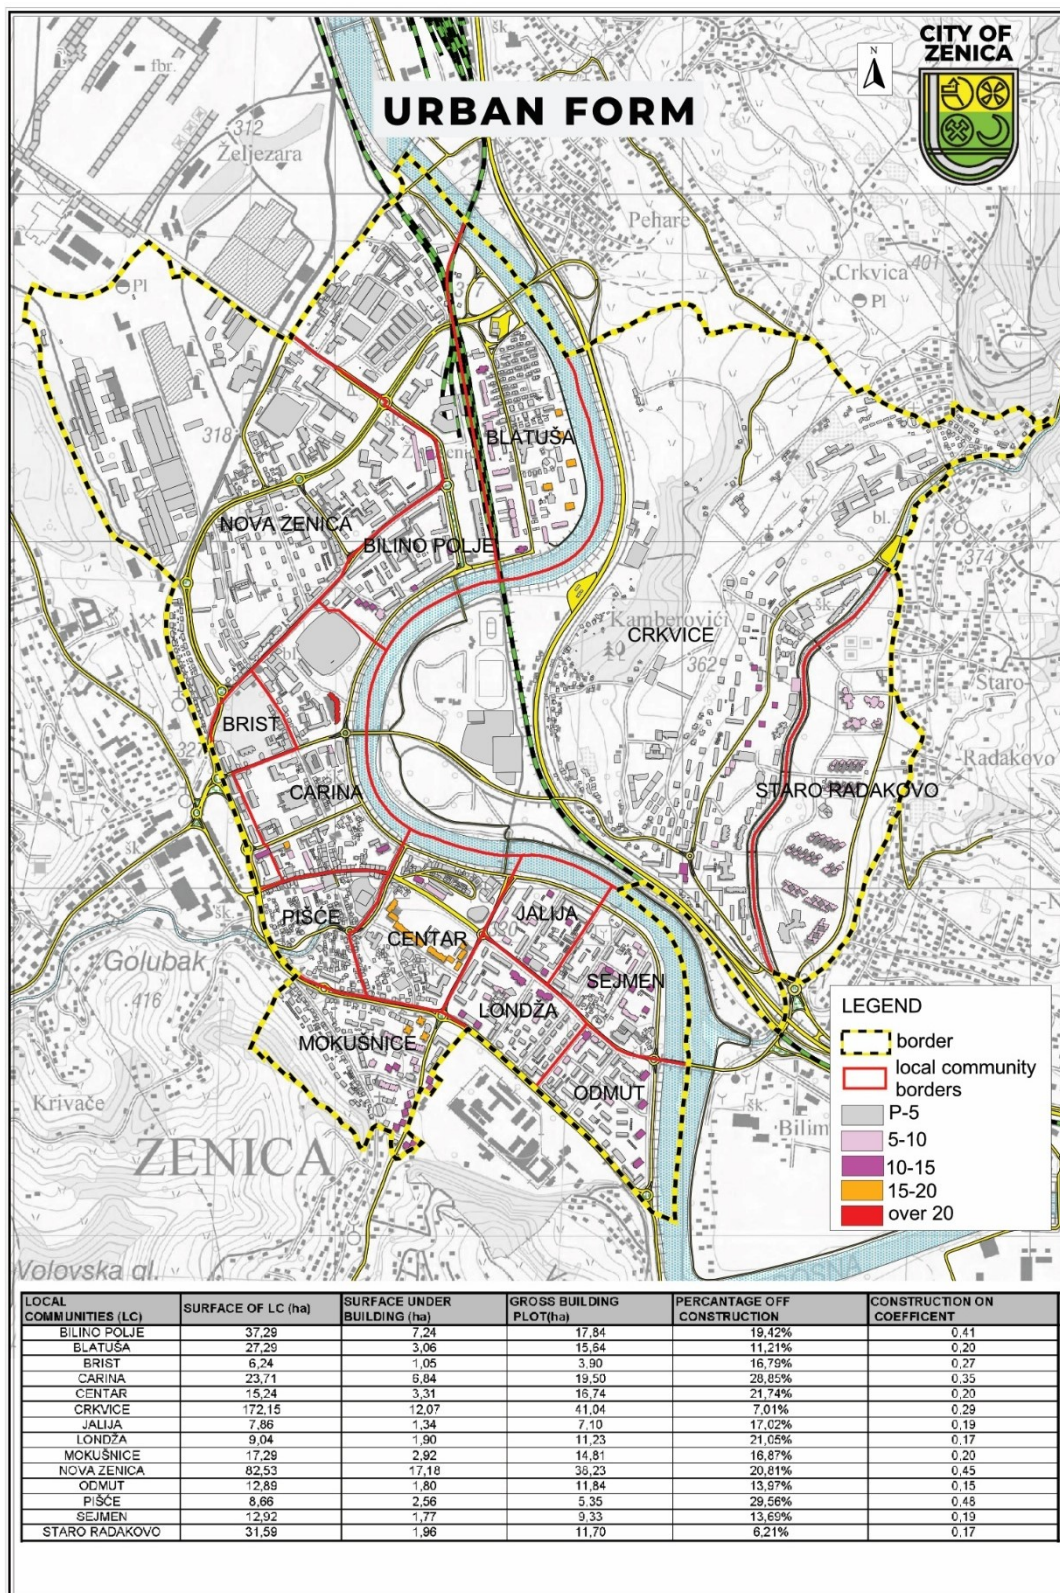 CITY OF
ZENICA
N
URBAN FORM
šk
fbr.
312
Željezara
Pehare
401
Crkvica
Pl
Pl
318
šk.
BLATUŠA
NOVA ZENICA
BILINO POLJE
bl.
374
šk.
Kamberovići
CRKVICE
362
Staro-
BRIST
-Radakovo
CARINA
STARO RADAKOVO
šk.
šk.
PIŠĆE
JALIJA
CENTAR
320
Golubak
416
SEJMEN
LONDŽA
MOKUŠNICE
ODMUT
šk.
Bilim
Krivače
ZENICA
Volovska gl.
BOSNA
LEGEND
border
local community
borders
P-5
5-10
10-15
15-20
over 20
LOCAL COMMUNITIES (LC) SURFACE OF LC (ha) SURFACE UNDER BUILDING (ha) GROSS BUILDING PLOT(ha) PERCANTAGE OFF CONSTRUCTION CONSTRUCTION ON COEFFICENT
BILINO POLJE 37,29 7,24 17,84 19,42% 0,41
BLATUŠA 27,29 3,06 15,64 11,21% 0,20
BRIST 6,24 1,05 3,90 16,79% 0,27
CARINA 23,71 6,84 19,50 28,85% 0,35
CENTAR 15,24 3,31 16,74 21,74% 0,20
CRKVICE 172,15 12,07 41,04 7,01% 0,29
JALIJA 7,86 1,34 7,10 17,02% 0,19
LONDŽA 9,04 1,90 11,23 21,05% 0,17
MOKUŠNICE 17,29 2,92 14,81 16,87% 0,20
NOVA ZENICA 82,53 17,18 38,23 20,81% 0,45
ODMUT 12,89 1,80 11,84 13,97% 0,15
PIŠĆE 8,66 2,56 5,35 29,56% 0,48
SEJMEN 12,92 1,77 9,33 13,69% 0,19
STARO RADAKOVO 31,59 1,96 11,70 6,21% 0,17